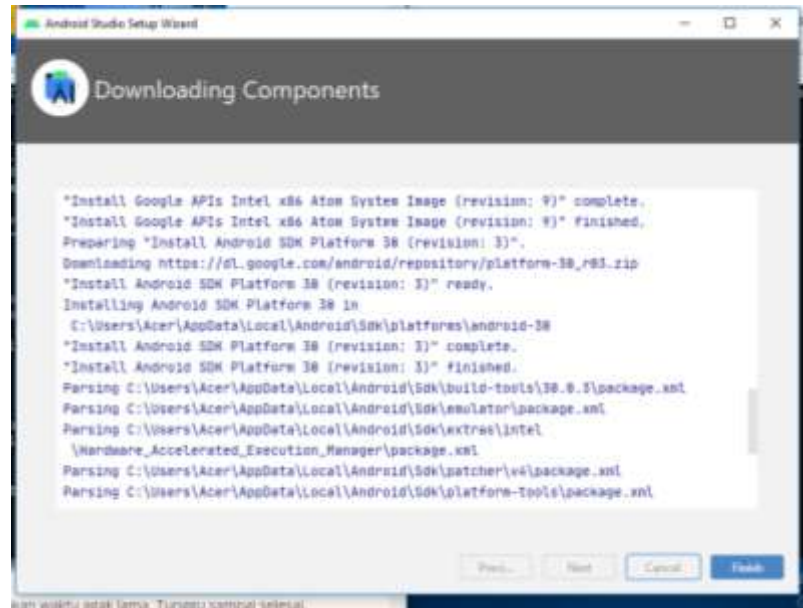 Android Studio Setup Wizard
Downloading Components
"Install Google APIs Intel x86 Atom System Image (revision: 9)" complete.
"Install Google APIs Intel x86 Atom System Image (revision: 9)" finished.
Preparing "Install Android SDK Platform 30 (revision: 3)".
Downloading https://dl.google.com/android/repository/platform-30_r03.zip
"Install Android SDK Platform 30 (revision: 3)" ready.
Installing Android SDK Platform 30 in
C:\Users\Acer\AppData\Local\Android\Sdk\platforms\android-30
"Install Android SDK Platform 30 (revision: 3)" complete.
"Install Android SDK Platform 30 (revision: 3)" finished.
Parsing C:\Users\Acer\AppData\Local\Android\Sdk\build-tools\30.0.3\package.xml
Parsing C:\Users\Acer\AppData\Local\Android\Sdk\emulator\package.xml
Parsing C:\Users\Acer\AppData\Local\Android\Sdk\extras\intel
\Hardware_Accelerated_Execution_Manager\package.xml
Parsing C:\Users\Acer\AppData\Local\Android\Sdk\patcher\v4\package.xml
Parsing C:\Users\Acer\AppData\Local\Android\Sdk\platform-tools\package.xml
Next Cancel Finish
waktu agak lama. Tunggu sampai selesai